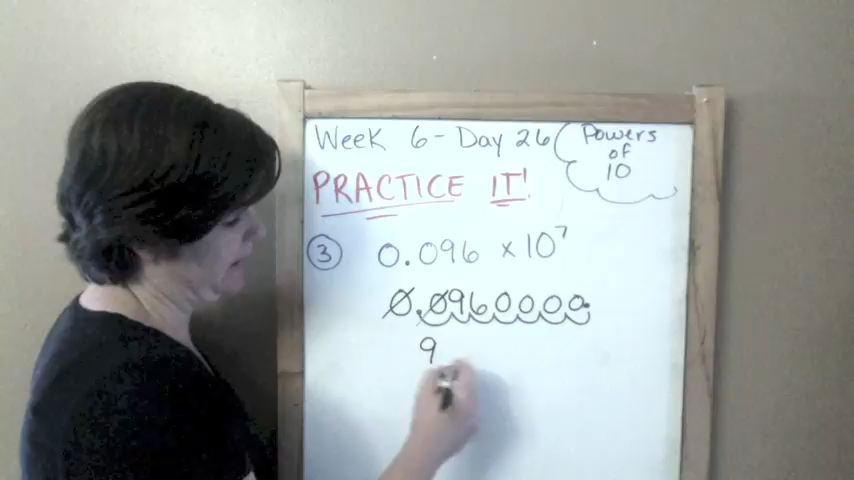 Week 6 - Day 26
Powers
of
10
PRACTICE IT!
3 0.096 x 10⁷
0.0960000.
9